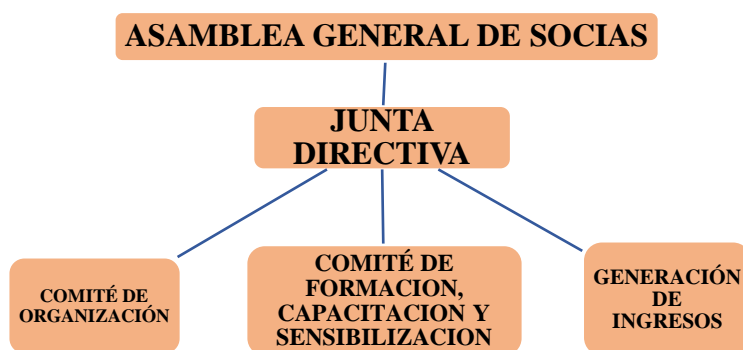 ASAMBLEA GENERAL DE SOCIAS
JUNTA
DIRECTIVA
COMITÉ DE
ORGANIZACIÓN
COMITÉ DE
FORMACION,
CAPACITACION Y
SENSIBILIZACION
GENERACIÓN
DE
INGRESOS